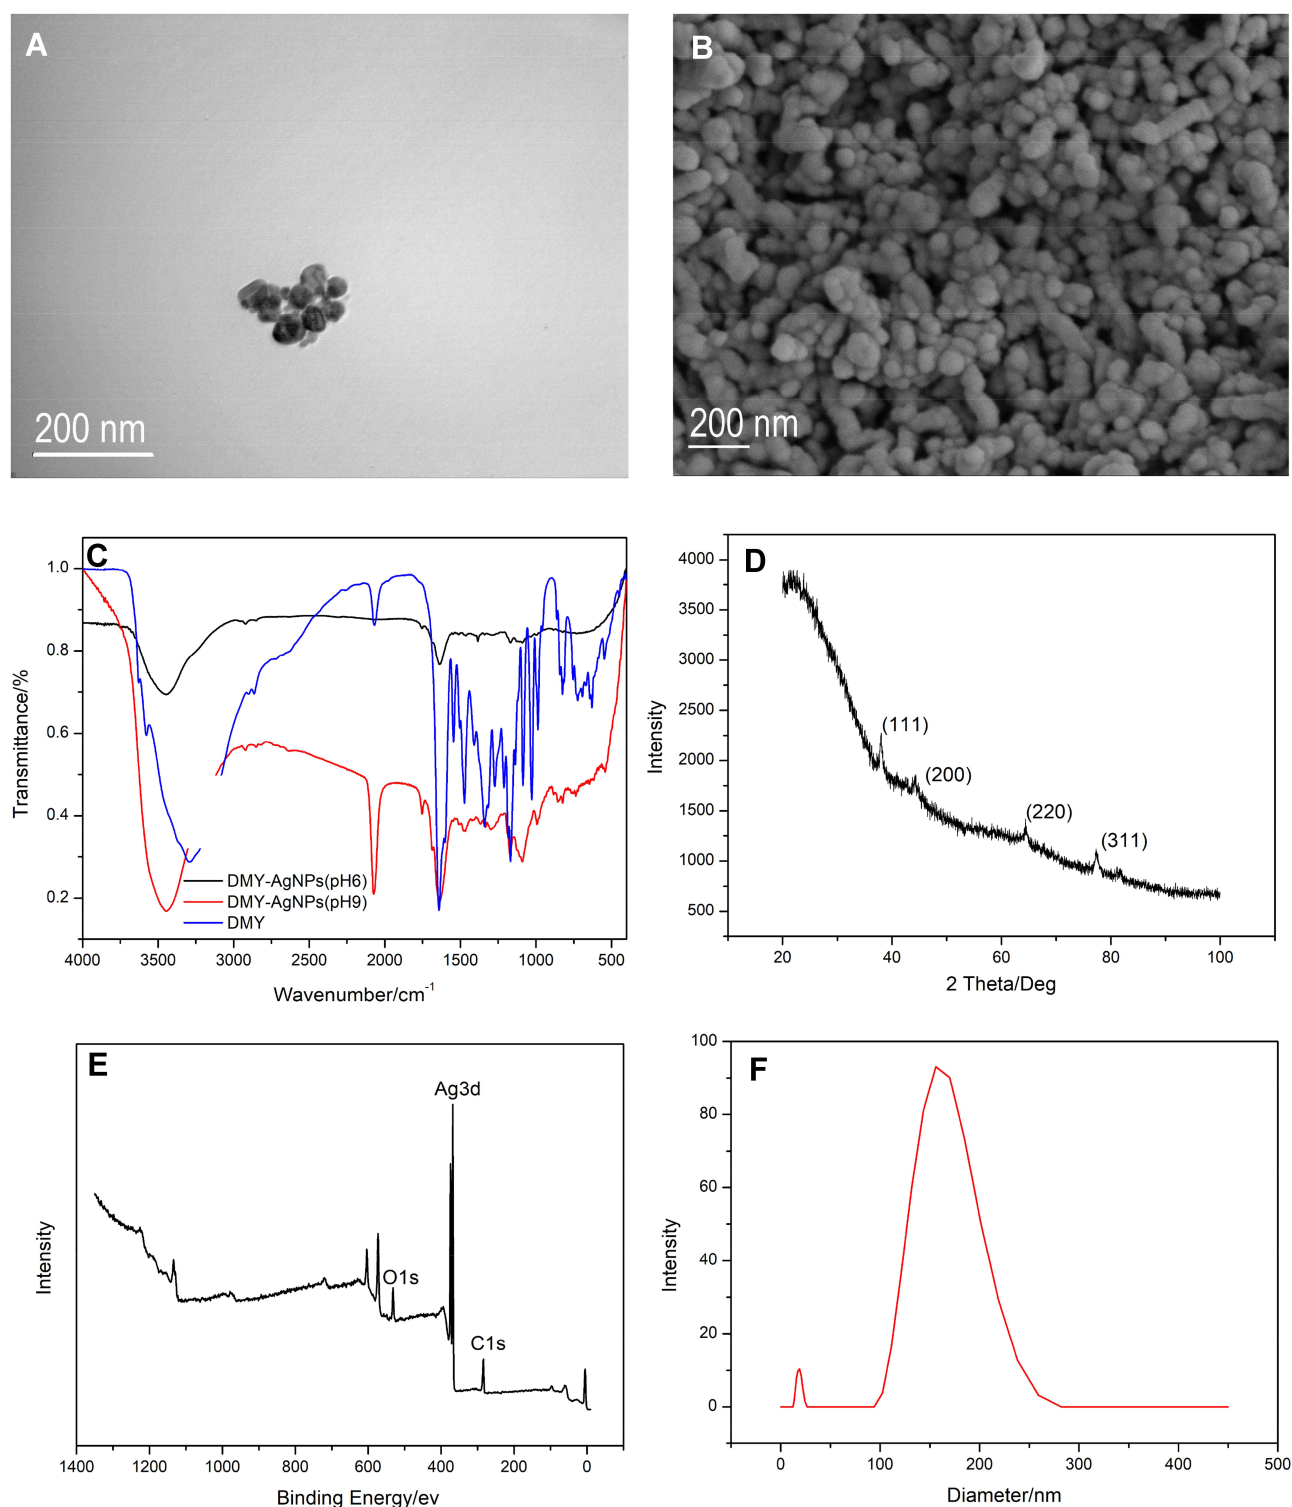 A
200 nm
B
200 nm
C
1.0
0.8
0.6
0.4
0.2
Transmittance/%
DMY-AgNPs(pH6)
DMY-AgNPs(pH9)
DMY
4000 3500 3000 2500 2000 1500 1000 500
Wavenumber/cm-1
D
4000
3500
3000
2500
2000
1500
1000
500
Intensity
(111)
(200)
(220)
(311)
20 40 60 80 100
2 Theta/Deg
E
Ag3d
O1s
C1s
Intensity
1400 1200 1000 800 600 400 200 0
Binding Energy/ev
F
100
80
60
40
20
0
Intensity
0 100 200 300 400 500
Diameter/nm